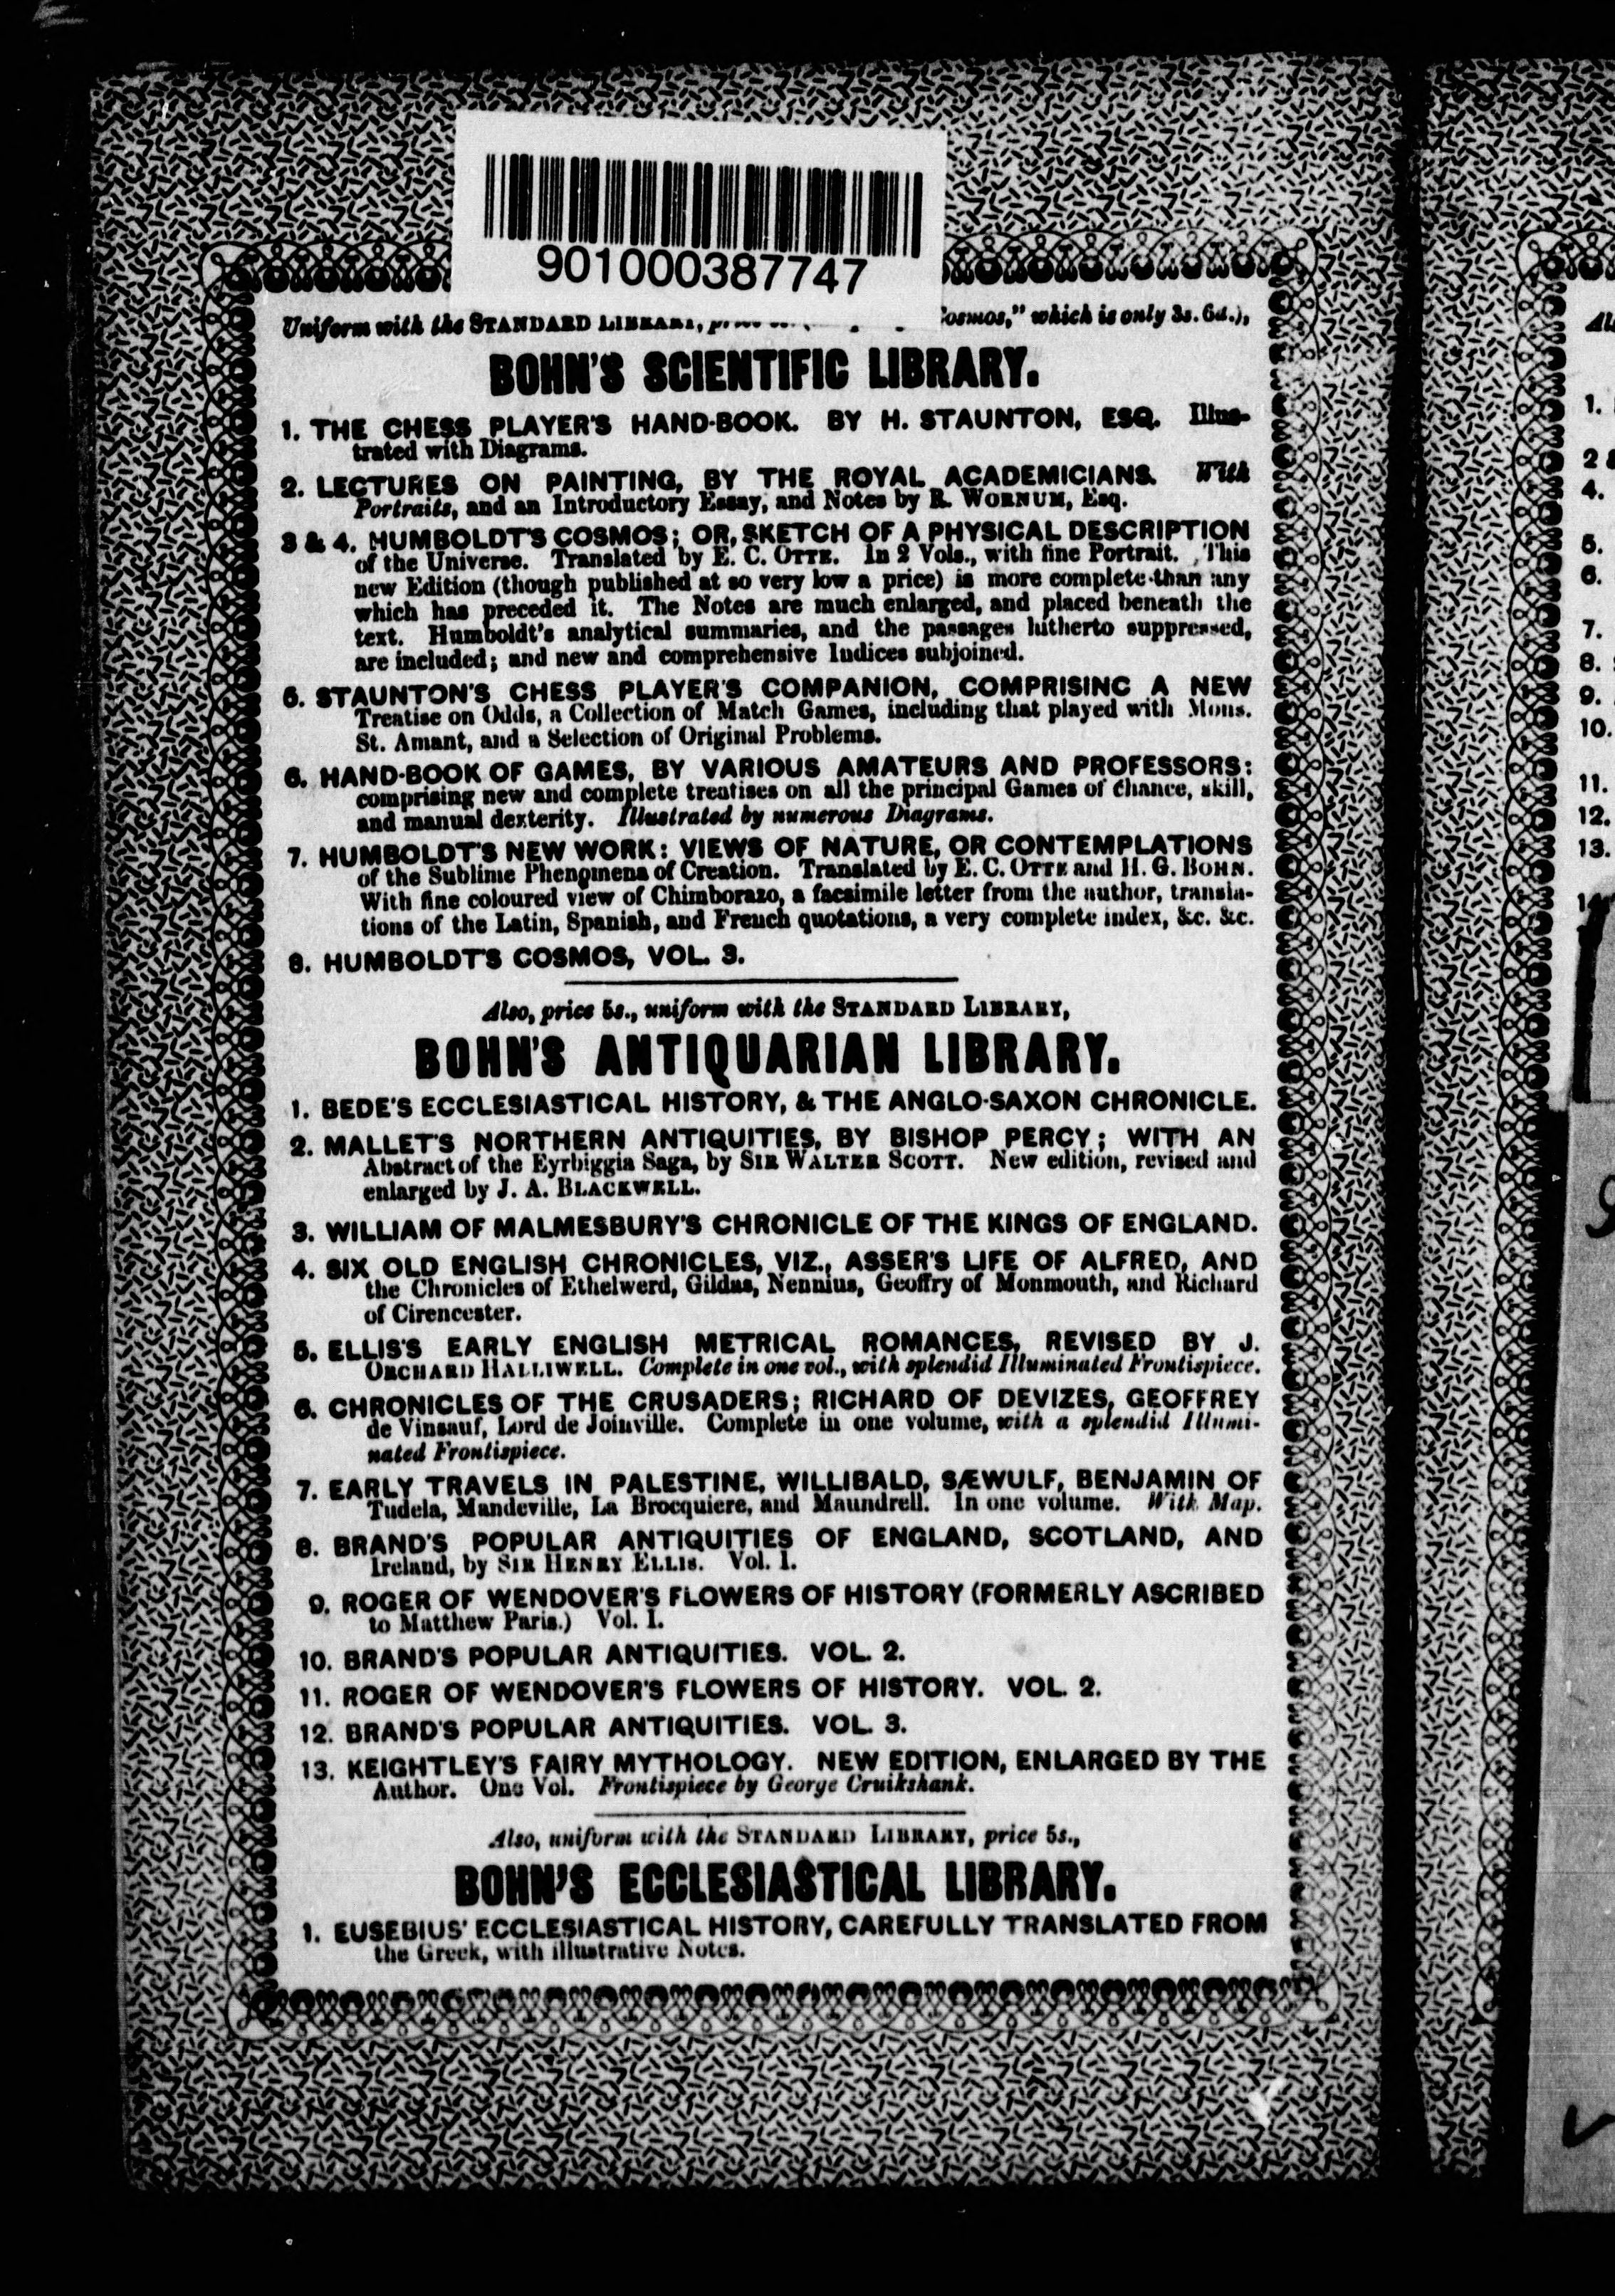 901000387747
Uniform with the STANDARD LIBRARY, Cosmos," which is only 3s. 6d.),
BOHN'S SCIENTIFIC LIBRARY.
1. THE CHESS PLAYER'S HAND-BOOK. BY H. STAUNTON, ESQ. Illus-
trated with Diagrams.
2. LECTURES ON PAINTING, BY THE ROYAL ACADEMICIANS. With
Portraits, and an Introductory Essay, and Notes by R. WORNUM, Esq.
3 & 4. HUMBOLDT'S COSMOS; OR, SKETCH OF A PHYSICAL DESCRIPTION
of the Universe. Translated by E. C. OTTE. In 2 Vols., with fine Portrait. This
new Edition (though published at so very low a price) is more complete than any
which has preceded it. The Notes are much enlarged, and placed beneath the
text. Humboldt's analytical summaries, and the passages hitherto suppressed,
are included; and new and comprehensive Indices subjoined.
5. STAUNTON'S CHESS PLAYER'S COMPANION, COMPRISING A NEW
Treatise on Odds, a Collection of Match Games, including that played with Mons.
St. Amant, and a Selection of Original Problems.
6. HAND-BOOK OF GAMES, BY VARIOUS AMATEURS AND PROFESSORS;
comprising new and complete treatises on all the principal Games of chance, skill,
and manual dexterity. Illustrated by numerous Diagrams.
7. HUMBOLDT'S NEW WORK: VIEWS OF NATURE, OR CONTEMPLATIONS
of the Sublime Phenomena of Creation. Translated by E. C. OTTE and H. G. BOHN.
With fine coloured view of Chimborazo, a facsimile letter from the author, transla-
tions of the Latin, Spanish, and French quotations, a very complete index, &c. &c.
8. HUMBOLDT'S COSMOS, VOL. 3.
Also, price 5s., uniform with the STANDARD LIBRARY,
BOHN'S ANTIQUARIAN LIBRARY.
1. BEDE'S ECCLESIASTICAL HISTORY, & THE ANGLO-SAXON CHRONICLE.
2. MALLET'S NORTHERN ANTIQUITIES, BY BISHOP PERCY; WITH AN
Abstract of the Eyrbiggia Saga, by SIR WALTER SCOTT. New edition, revised and
enlarged by J. A. BLACKWELL.
3. WILLIAM OF MALMESBURY'S CHRONICLE OF THE KINGS OF ENGLAND.
4. SIX OLD ENGLISH CHRONICLES, VIZ., ASSER'S LIFE OF ALFRED, AND
the Chronicles of Ethelwerd, Gildas, Nennius, Geoffry of Monmouth, and Richard
of Cirencester.
5. ELLIS'S EARLY ENGLISH METRICAL ROMANCES, REVISED BY J.
ORCHARD HALLIWELL. Complete in one vol., with splendid Illuminated Frontispiece.
6. CHRONICLES OF THE CRUSADERS; RICHARD OF DEVIZES, GEOFFREY
de Vinsauf, Lord de Joinville. Complete in one volume, with a splendid Illumi-
nated Frontispiece.
7. EARLY TRAVELS IN PALESTINE, WILLIBALD, SÆWULF, BENJAMIN OF
Tudela, Mandeville, La Brocquiere, and Maundrell. In one volume. With Map.
8. BRAND'S POPULAR ANTIQUITIES OF ENGLAND, SCOTLAND, AND
Ireland, by SIR HENRY ELLIS. Vol. 1.
9. ROGER OF WENDOVER'S FLOWERS OF HISTORY (FORMERLY ASCRIBED
to Matthew Paris.) Vol. 1.
10. BRAND'S POPULAR ANTIQUITIES. VOL. 2.
11. ROGER OF WENDOVER'S FLOWERS OF HISTORY. VOL. 2.
12. BRAND'S POPULAR ANTIQUITIES. VOL. 3.
13. KEIGHTLEY'S FAIRY MYTHOLOGY. NEW EDITION, ENLARGED BY THE
Author. One Vol. Frontispiece by George Cruikshank.
Also, uniform with the STANDARD LIBRARY, price 5s.,
BOHN'S ECCLESIASTICAL LIBRARY.
1. EUSEBIUS' ECCLESIASTICAL HISTORY, CAREFULLY TRANSLATED FROM
the Greek, with illustrative Notes.
1.
2 &
4.
5.
6.
7.
8.
9.
10.
11.
12.
13.